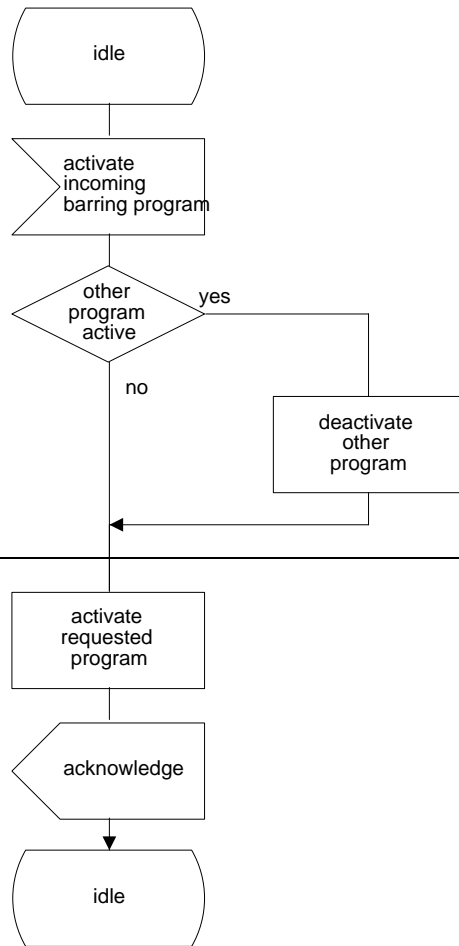 idle
activate
incoming
barring program
other
program
active
yes
no
deactivate
other
program
activate
requested
program
acknowledge
idle